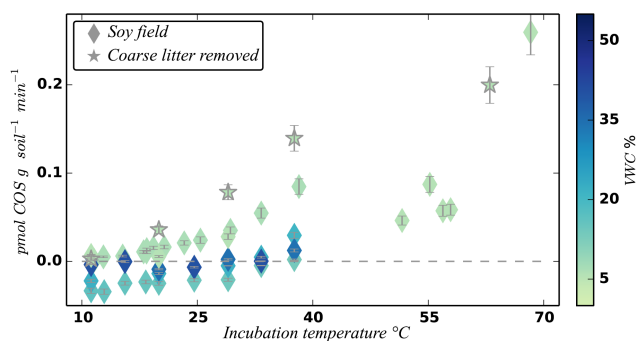 Soy field
Coarse litter removed
0.2
0.1
0.0
pmol COS g soil⁻¹ min⁻¹
10 25 40 55 70
Incubation temperature °C
50
35
20
5
VWC %